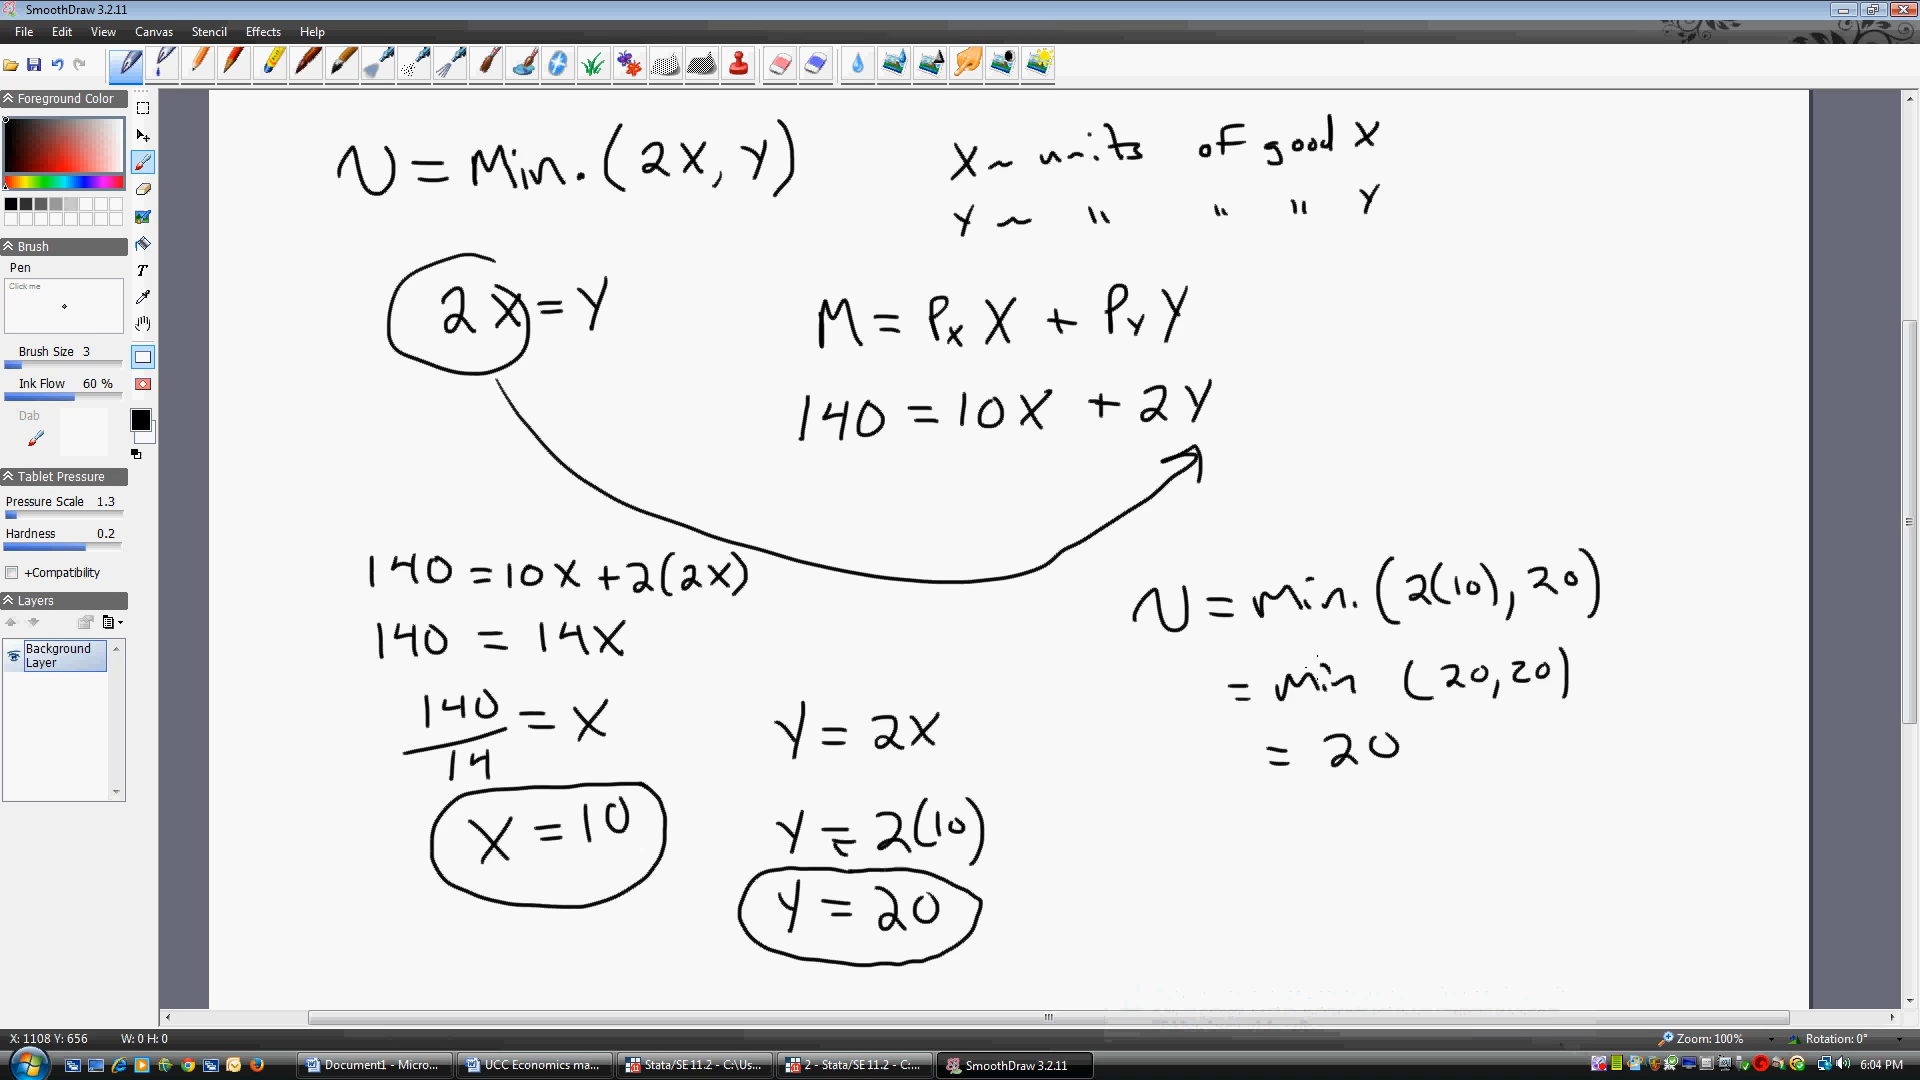 SmoothDraw 3.2.11
File Edit View Canvas Stencil Effects Help
Foreground Color
Brush
Pen
Click me
Brush Size 3
Ink Flow 60 %
Dab
Tablet Pressure
Pressure Scale 1.3
Hardness 0.2
+Compatibility
Layers
Background
Layer
U = Min. (2X, Y)
X ~ units of good X
Y ~ " " " Y
2X = Y
M = PX X + PY Y
140 = 10X + 2Y
140 = 10X + 2(2X)
140 = 14X
140/14 = X
X = 10
Y = 2X
Y = 2(10)
Y = 20
U = min. (2(10), 20)
= min (20, 20)
= 20
X: 1108 Y: 656 W: 0 H: 0 Zoom: 100% Rotation: 0°
Document1 - Micro... UCC Economics ma... Stata/SE 11.2 - C:\Us... 2 - Stata/SE 11.2 - C:... SmoothDraw 3.2.11 6:04 PM